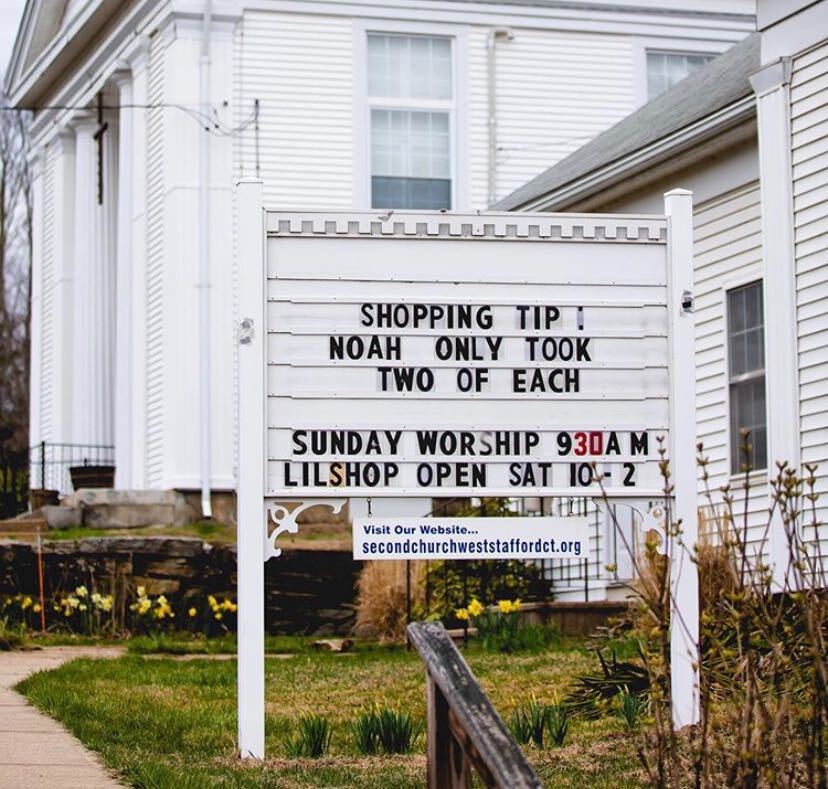 SHOPPING TIP :
NOAH ONLY TOOK
TWO OF EACH
SUNDAY WORSHIP 930AM
LILSHOP OPEN SAT 10-2
Visit Our Website...
secondchurchweststaffordct.org